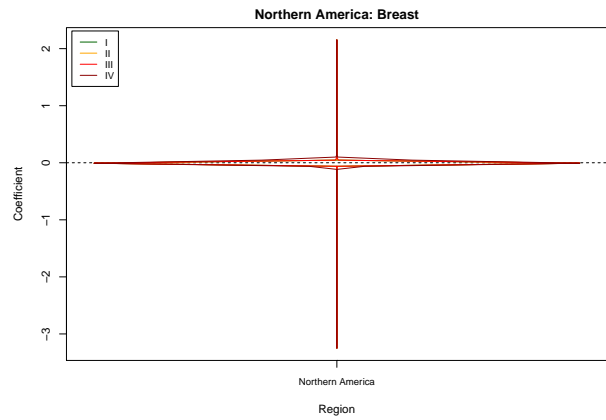 Northern America: Breast
I
II
III
IV
2
1
0
−1
−2
−3
Coefficient
Northern America
Region